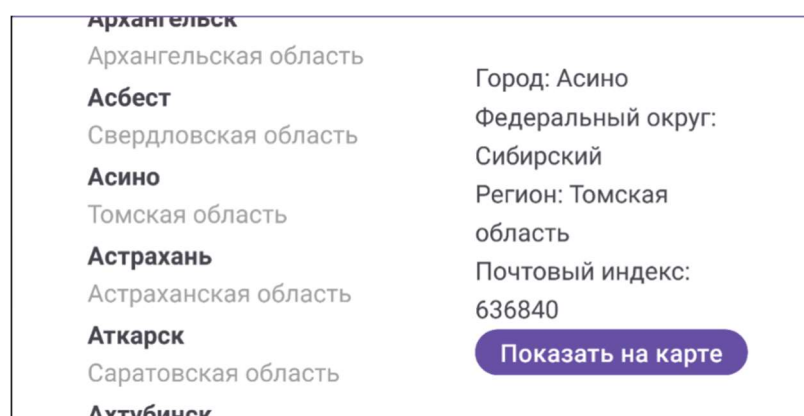 Архангельск
Архангельская область
Асбест
Свердловская область
Асино
Томская область
Астрахань
Астраханская область
Аткарск
Саратовская область
Ахтубинск
Город: Асино
Федеральный округ:
Сибирский
Регион: Томская
область
Почтовый индекс:
636840
Показать на карте